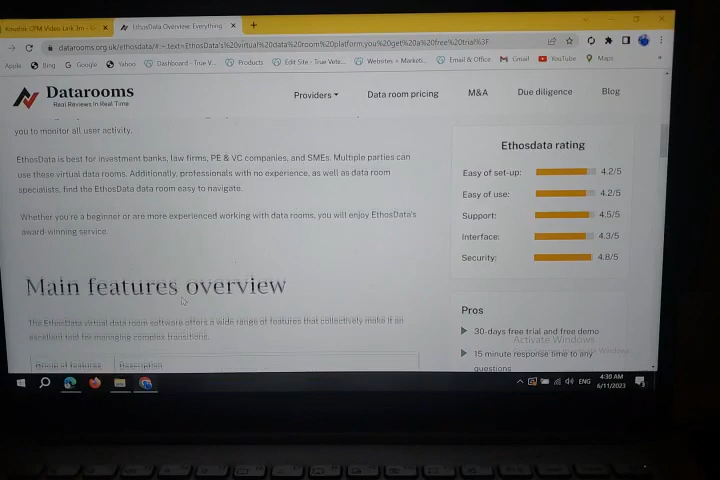 EthosData Overview: Everything
datarooms.org.uk/ethosdata/#:~:text=EthosData's%20virtual%20data%20room%20platform,you%20get%20a%20free%20trial%3F
Apple Bing Google Yahoo Dashboard - True V... Products Edit Site - True Vete... Websites > Marketi... Email & Office Gmail YouTube Maps
Datarooms
Real Reviews In Real Time
Providers Data room pricing M&A Due diligence Blog
you to monitor all user activity.
EthosData is best for investment banks, law firms, PE & VC companies, and SMEs. Multiple parties can
use these virtual data rooms. Additionally, professionals with no experience, as well as data room
specialists, find the EthosData data room easy to navigate.
Whether you're a beginner or are more experienced working with data rooms, you will enjoy EthosData's
award-winning service.
Main features overview
The EthosData virtual data room software offers a wide range of features that collectively make it an
excellent tool for managing complex transitions.
Group of features Description
Ethosdata rating
Easy of set-up: 4.2/5
Easy of use: 4.2/5
Support: 4.5/5
Interface: 4.3/5
Security: 4.8/5
Pros
30-days free trial and free demo
Activate Windows
15 minute response time to any
questions
ENG
4:30 AM
6/11/2023